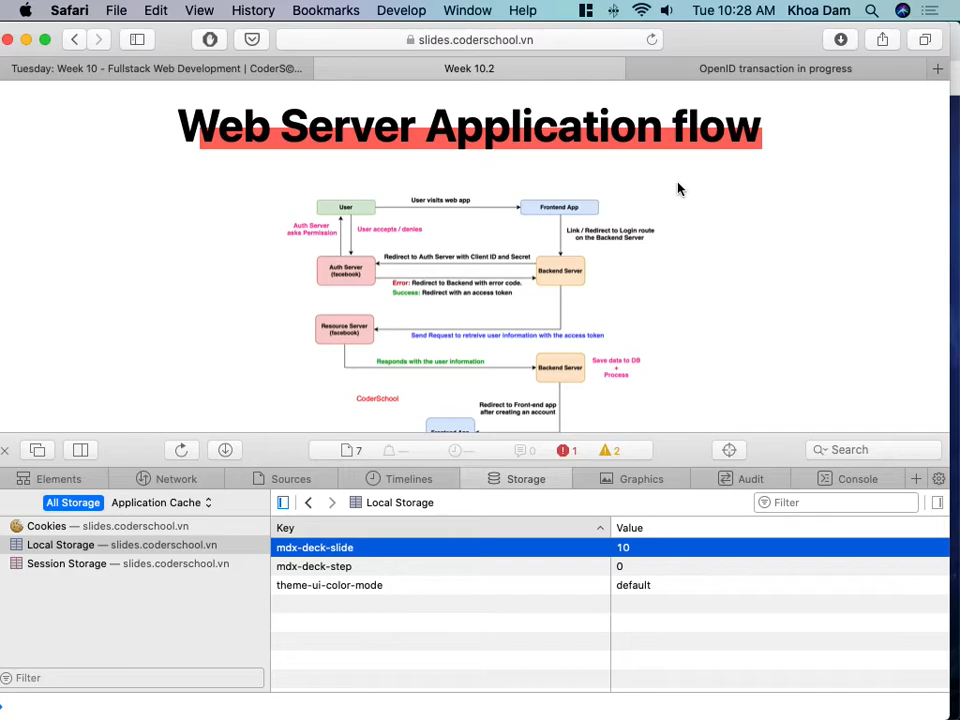 Safari File Edit View History Bookmarks Develop Window Help Tue 10:28 AM Khoa Dam
slides.coderschool.vn
Tuesday: Week 10 - Fullstack Web Development | CoderS©... Week 10.2 OpenID transaction in progress
Web Server Application flow
User
User visits web app
Frontend App
Auth Server
asks Permission
User accepts / denies
Link / Redirect to Login route
on the Backend Server
Auth Server
(facebook)
Redirect to Auth Server with Client ID and Secret
Backend Server
Error: Redirect to Backend with error code.
Success: Redirect with an access token
Resource Server
(facebook)
Send Request to retreive user information with the access token
Responds with the user information
Backend Server
Save data to DB
+
Process
CoderSchool
Redirect to Front-end app
after creating an account
Frontend App
7 — — 0 1 2 Search
Elements Network Sources Timelines Storage Graphics Audit Console
All Storage Application Cache Local Storage Filter
Cookies — slides.coderschool.vn
Local Storage — slides.coderschool.vn
Session Storage — slides.coderschool.vn
Key Value
mdx-deck-slide 10
mdx-deck-step 0
theme-ui-color-mode default
Filter